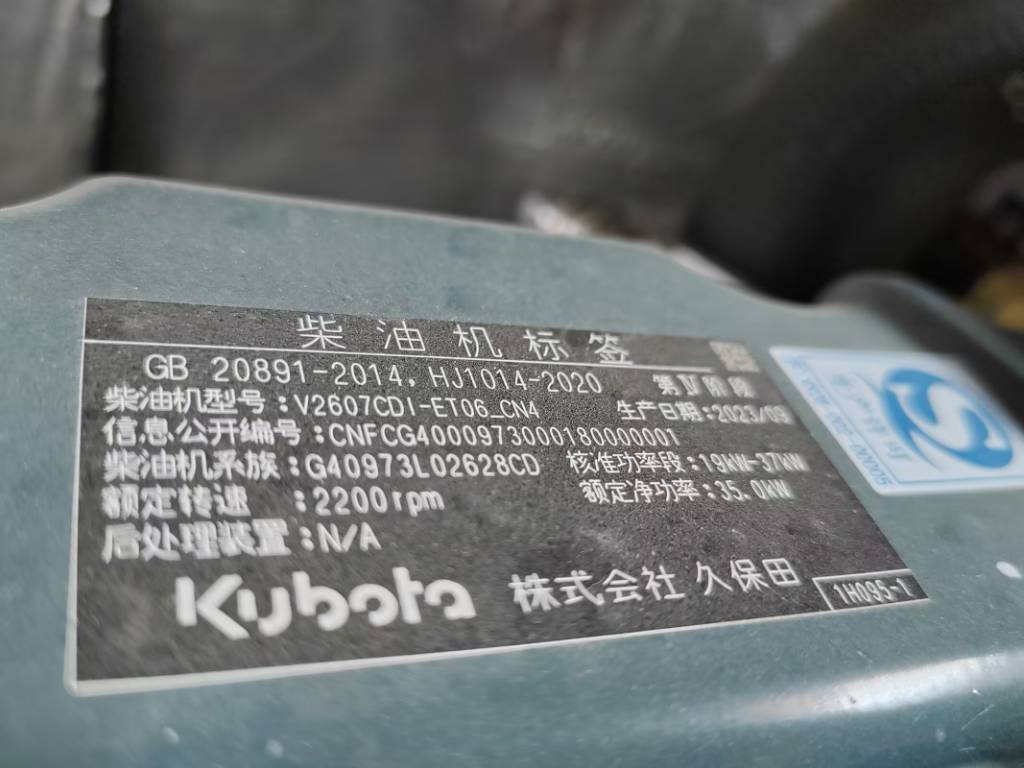 柴油机标签
GB 20891-2014, HJ1014-2020 第Ⅳ阶段
柴油机型号:V2607CDI-ET06_CN4 生产日期:2023/09
信息公开编号:CNFCG4000973000180000001
柴油机系族:G40973L02628CD 核准功率段:19kW-37kW
额定转速 :2200rpm 额定净功率:35.0kW
后处理装置:N/A
Kubota 株式会社 久保田
1H095-1